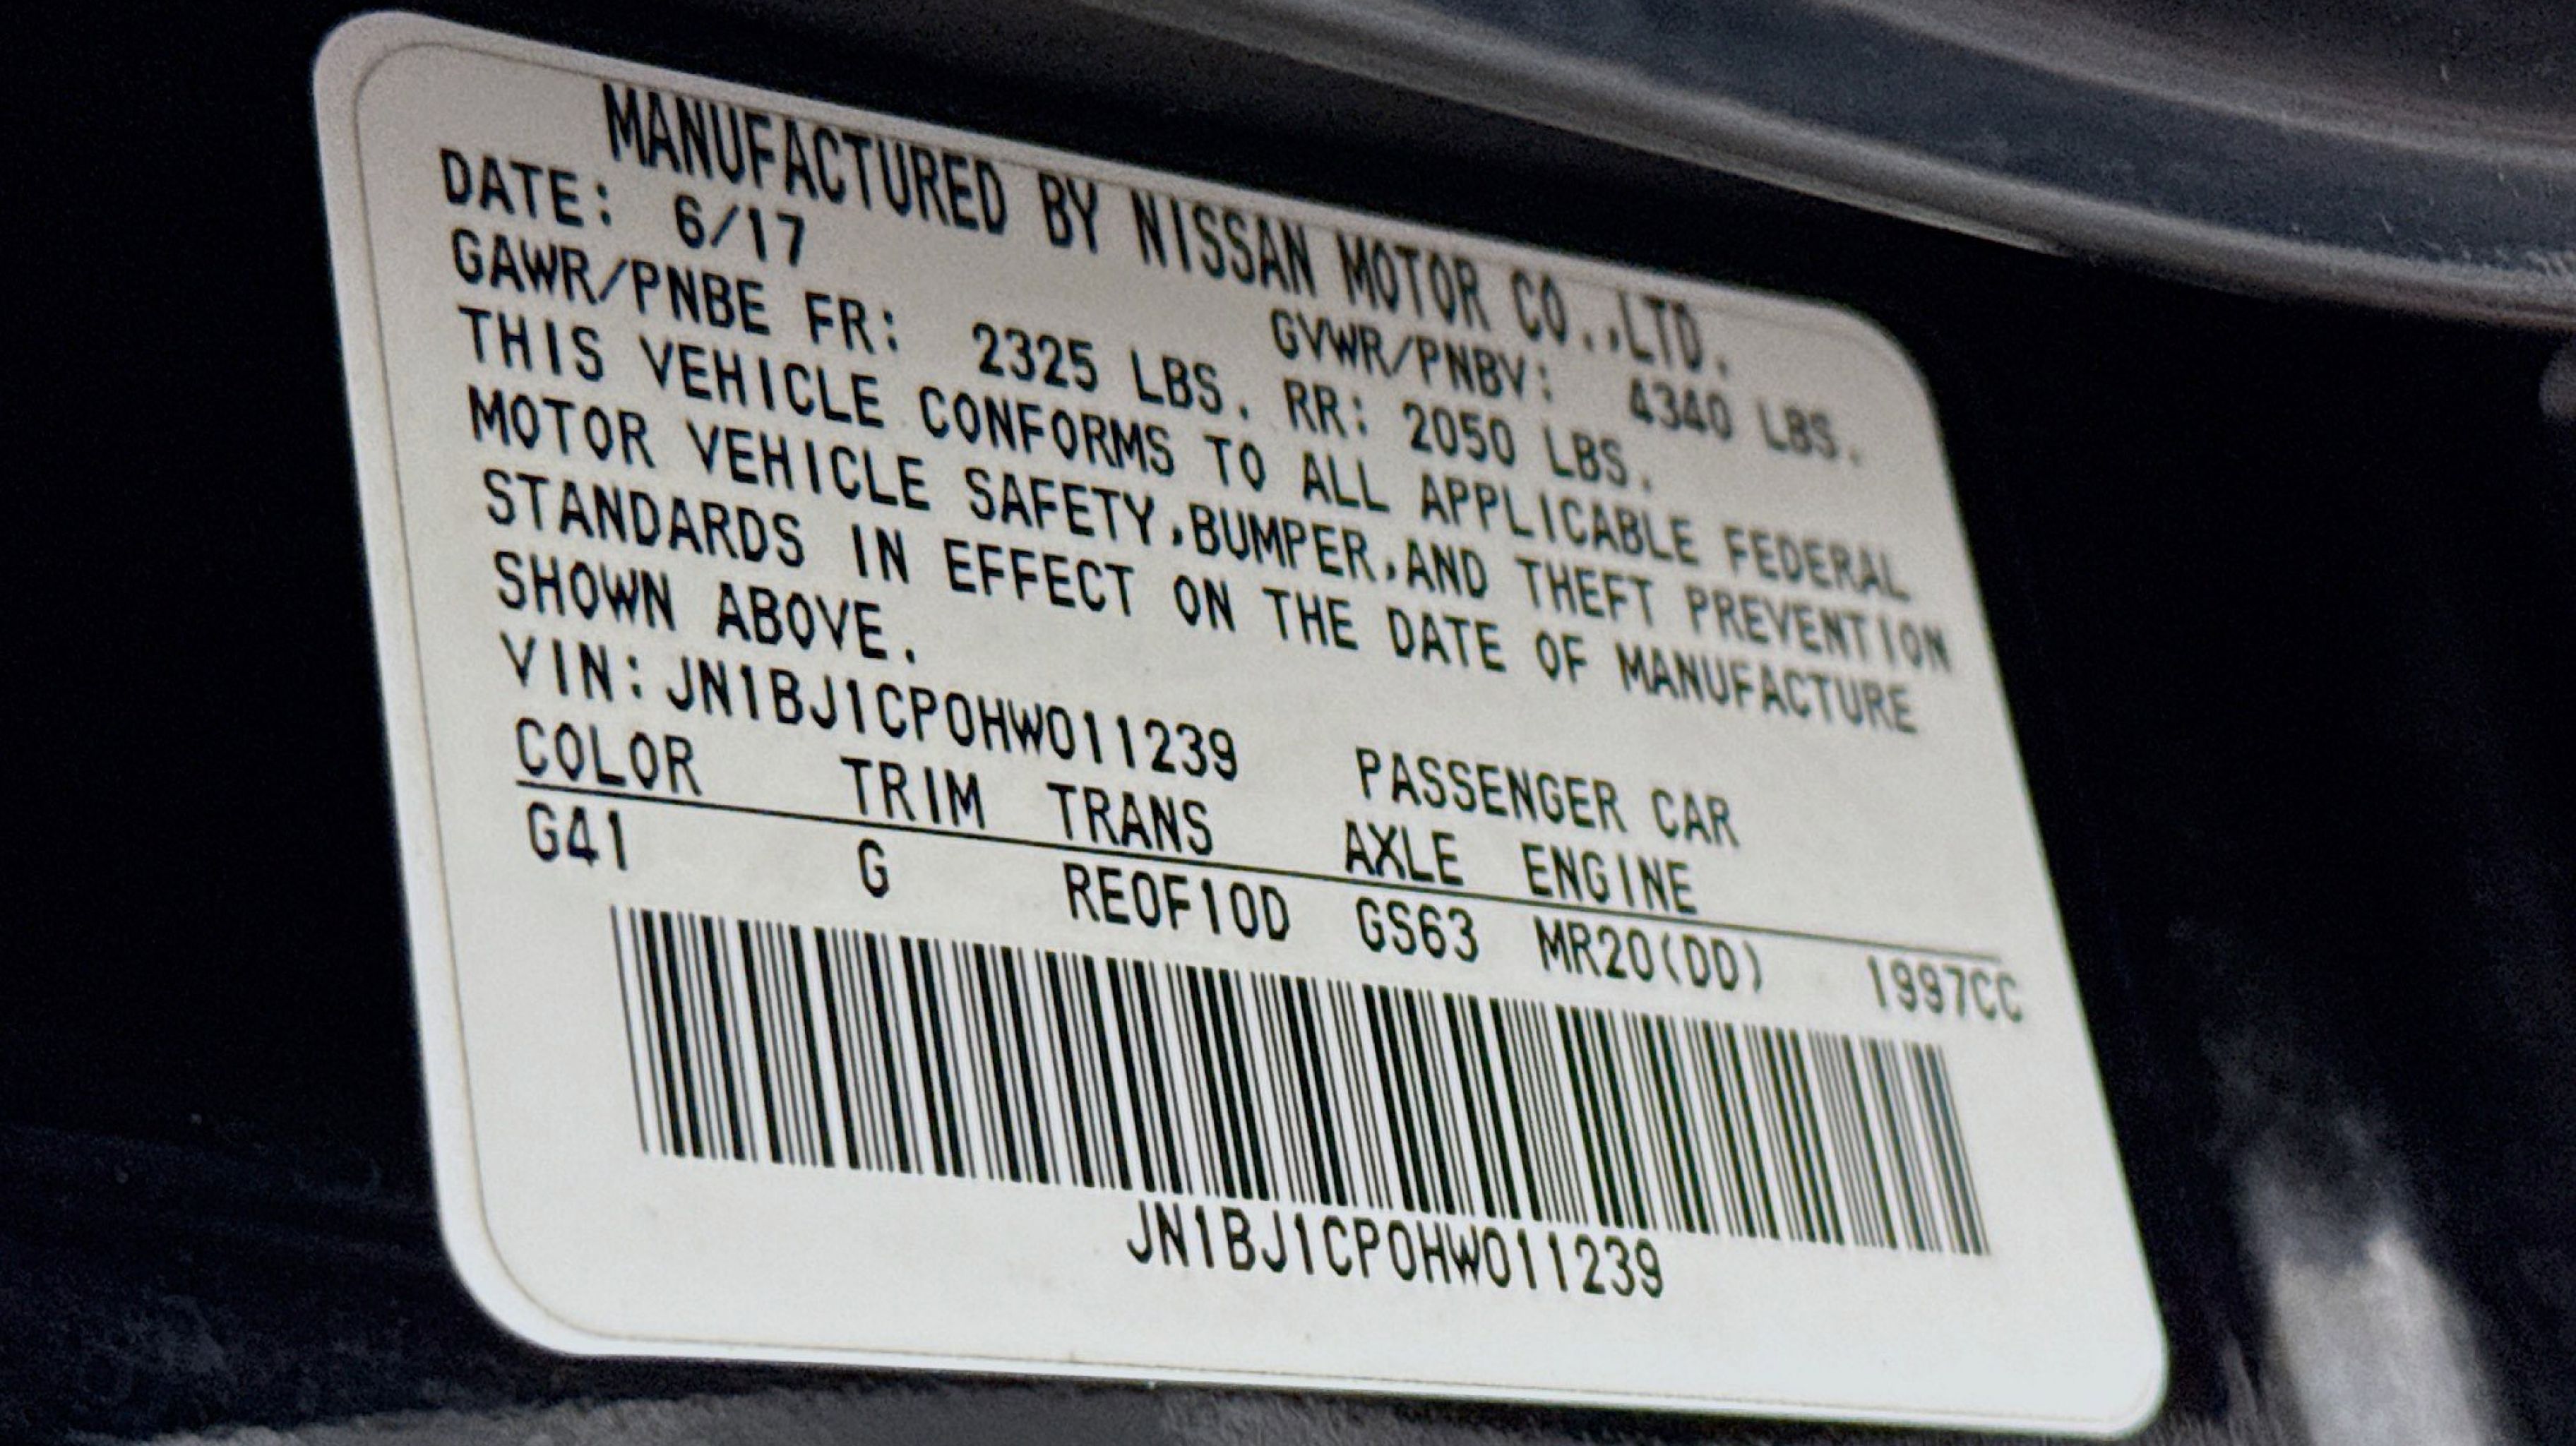 MANUFACTURED BY NISSAN MOTOR CO.,LTD.
DATE: 6/17 GVWR/PNBV: 4340 LBS.
GAWR/PNBE FR: 2325 LBS. RR: 2050 LBS.
THIS VEHICLE CONFORMS TO ALL APPLICABLE FEDERAL
MOTOR VEHICLE SAFETY,BUMPER,AND THEFT PREVENTION
STANDARDS IN EFFECT ON THE DATE OF MANUFACTURE
SHOWN ABOVE.
VIN:JN1BJ1CP0HW011239 PASSENGER CAR
COLOR TRIM TRANS AXLE ENGINE
G41 G RE0F10D GS63 MR20(DD) 1997CC
JN1BJ1CP0HW011239